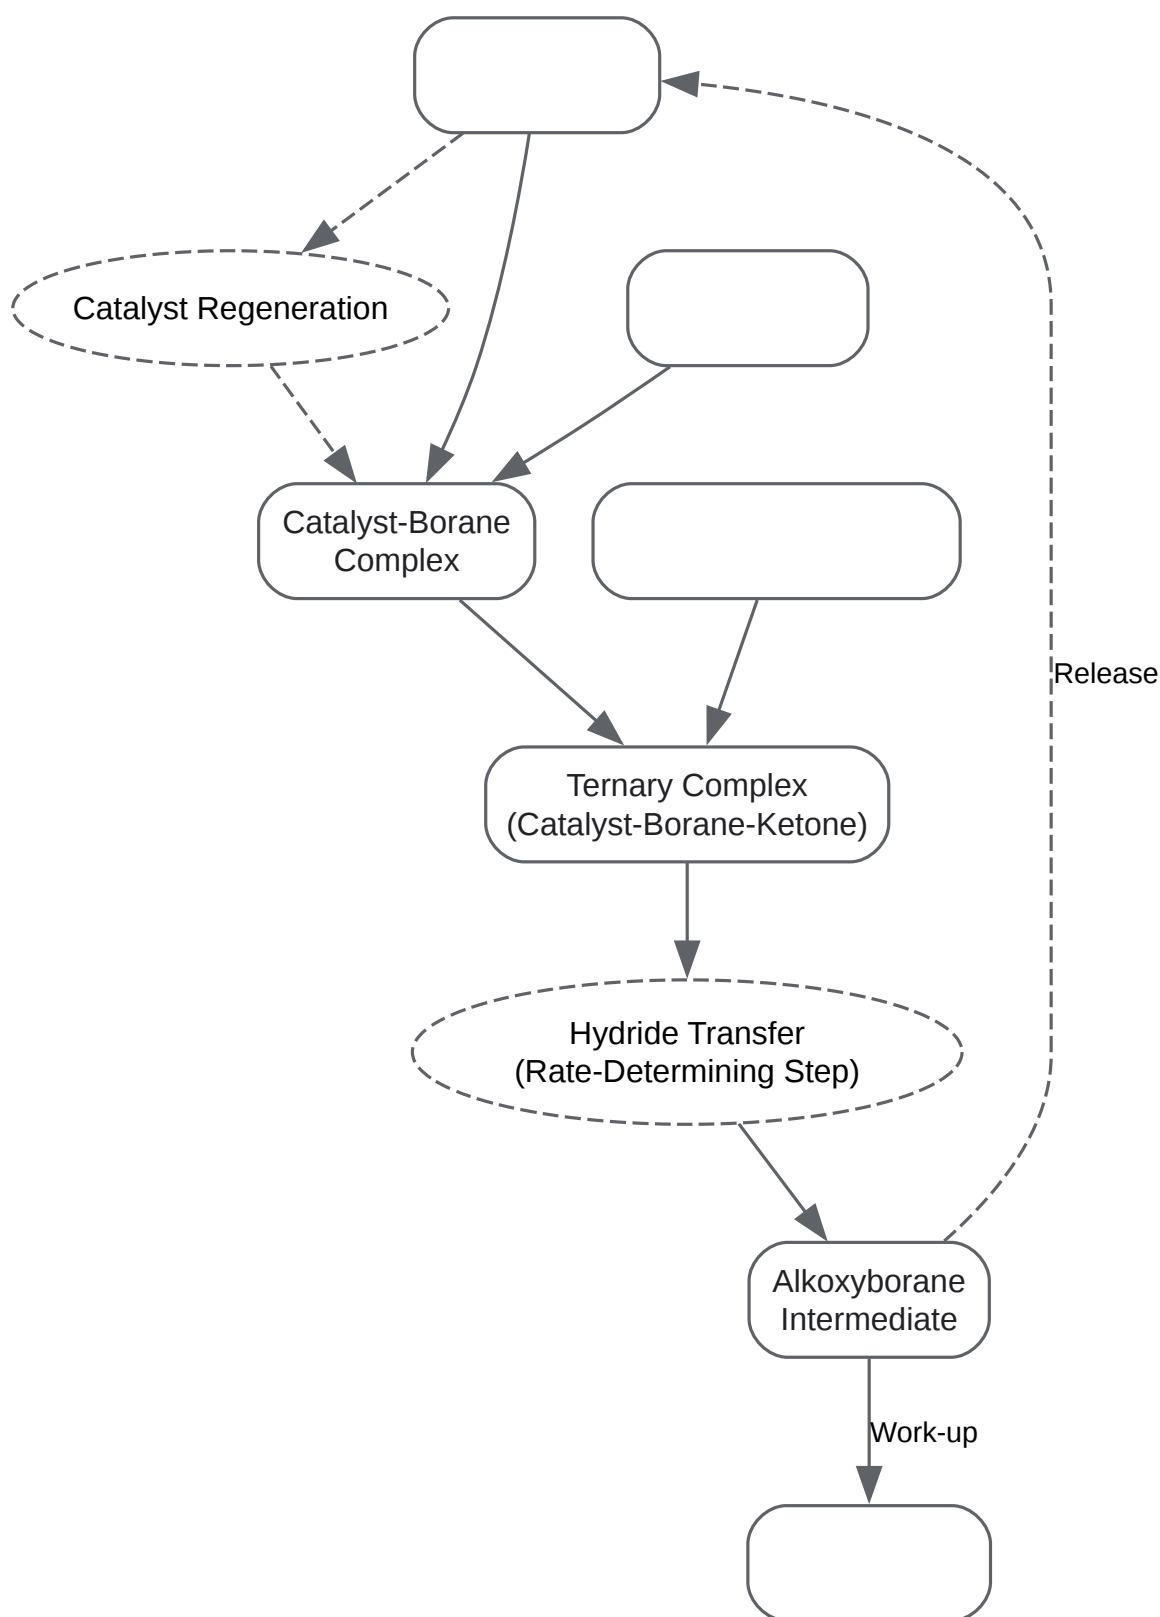 Catalyst Regeneration
Catalyst-Borane
Complex
Release
Ternary Complex
(Catalyst-Borane-Ketone)
Hydride Transfer
(Rate-Determining Step)
Alkoxyborane
Intermediate
Work-up